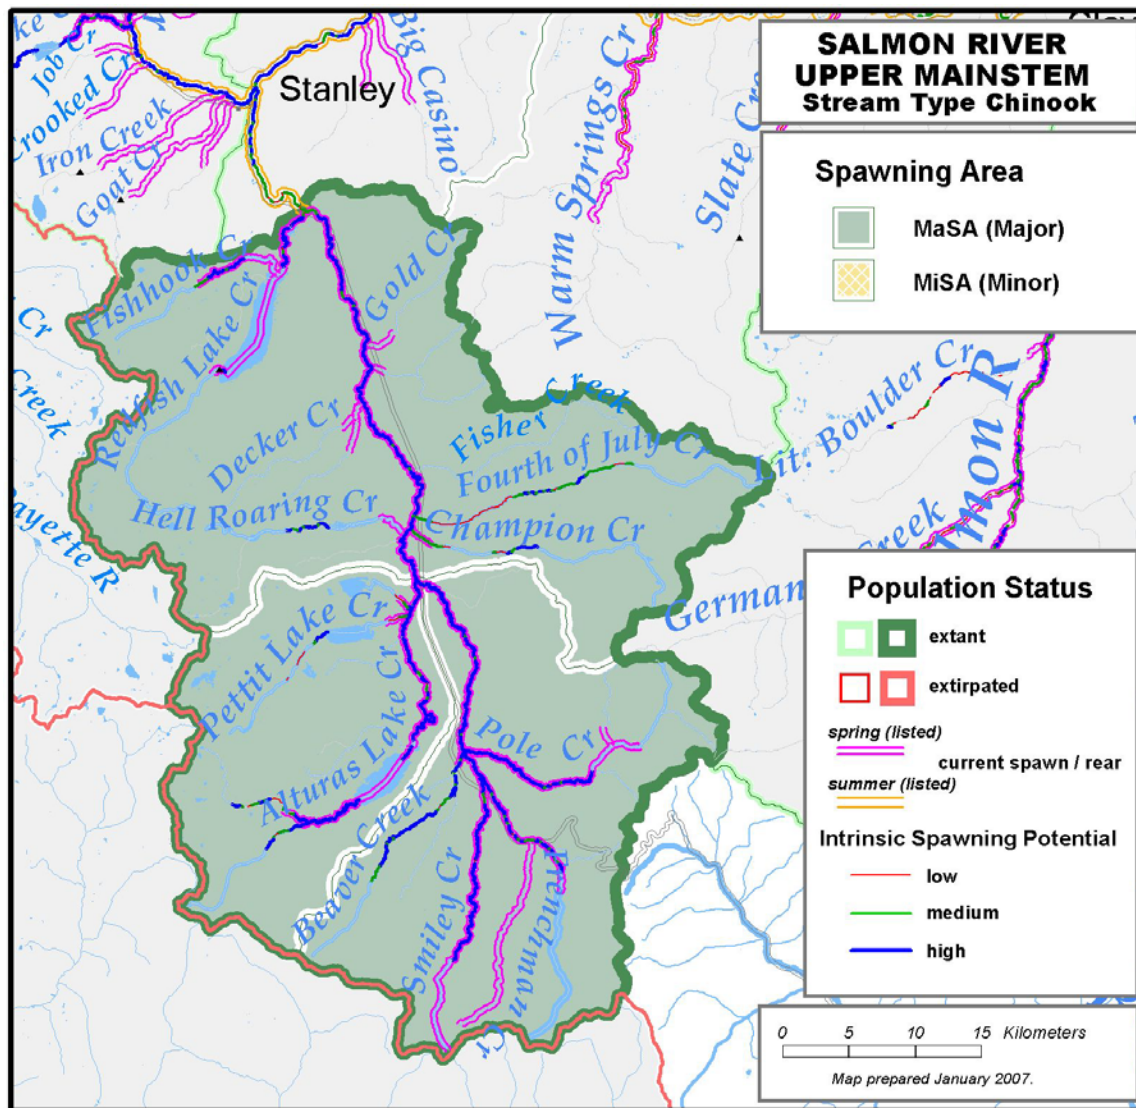 SALMON RIVER
UPPER MAINSTEM
Stream Type Chinook
Spawning Area
MaSA (Major)
MiSA (Minor)
Job Cr
Crooked Cr
Iron Creek
Goat Cr
Stanley
Big Casino
Warm Springs Cr
Slate Cr
Fishhook Cr
Redfish Lake Cr
Gold Cr
Cr
Creek
Decker Cr
Fisher Creek
Fourth of July Cr
Lit. Boulder Cr
Hell Roaring Cr
Champion Cr
ayette R
lmon R
Creek
German
Pettit Lake Cr
Alturas Lake Cr
Pole Cr
Beaver Creek
Smiley Cr
Frenchman Cr
Population Status
extant
extirpated
spring (listed)
current spawn / rear
summer (listed)
Intrinsic Spawning Potential
low
medium
high
0 5 10 15 Kilometers
Map prepared January 2007.